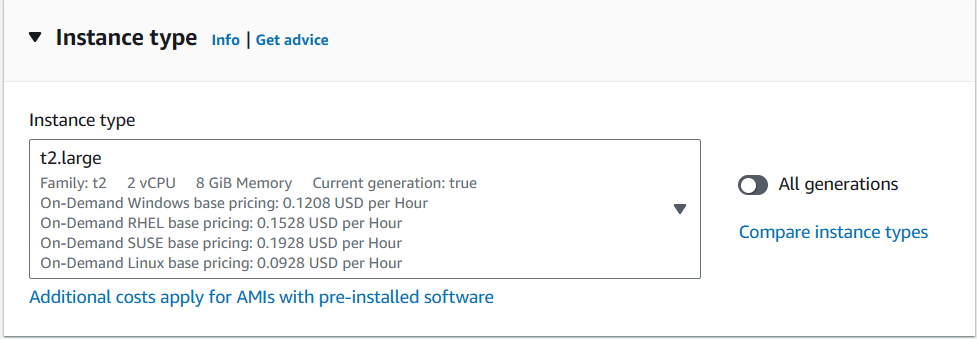 Instance type Info | Get advice
Instance type
t2.large
Family: t2 2 vCPU 8 GiB Memory Current generation: true
On-Demand Windows base pricing: 0.1208 USD per Hour
On-Demand RHEL base pricing: 0.1528 USD per Hour
On-Demand SUSE base pricing: 0.1928 USD per Hour
On-Demand Linux base pricing: 0.0928 USD per Hour
All generations
Compare instance types
Additional costs apply for AMIs with pre-installed software